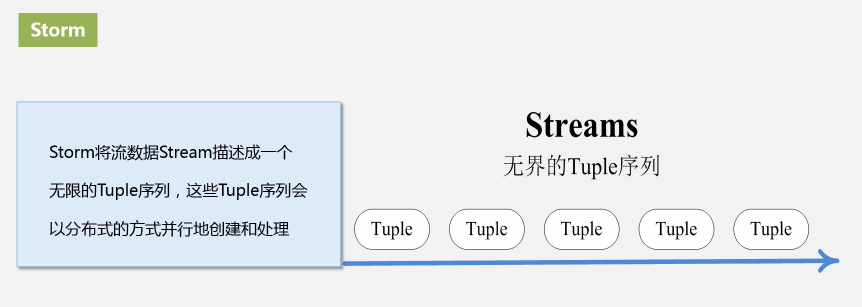 Storm
Storm将流数据Stream描述成一个
无限的Tuple序列，这些Tuple序列会
以分布式的方式并行地创建和处理
Streams
无界的Tuple序列
Tuple Tuple Tuple Tuple Tuple